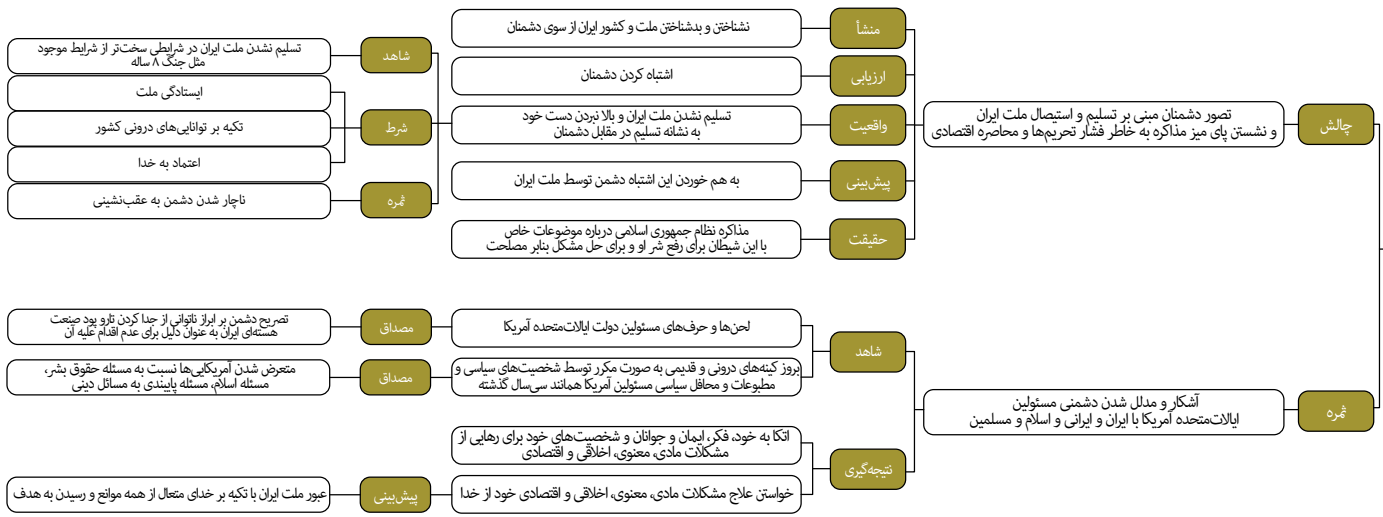 چالش
تصور دشمنان مبنی بر تسلیم و استیصال ملت ایران
و نشستن پای میز مذاکره به خاطر فشار تحریم‌ها و محاصره اقتصادی
منشأ
نشناختن و بدشناختن ملت و کشور ایران از سوی دشمنان
ارزیابی
اشتباه کردن دشمنان
واقعیت
تسلیم نشدن ملت ایران و بالا نبردن دست خود
به نشانه تسلیم در مقابل دشمنان
شاهد
تسلیم نشدن ملت ایران در شرایطی سخت‌تر از شرایط موجود
مثل جنگ ۸ ساله
شرط
ایستادگی ملت
تکیه بر توانایی‌های درونی کشور
اعتماد به خدا
ثمره
ناچار شدن دشمن به عقب‌نشینی
پیش‌بینی
به هم خوردن این اشتباه دشمن توسط ملت ایران
حقیقت
مذاکره نظام جمهوری اسلامی درباره موضوعات خاص
با این شیطان برای رفع شر او و برای حل مشکل بنابر مصلحت
ثمره
آشکار و مدلل شدن دشمنی مسئولین
ایالات‌متحده آمریکا با ایران و ایرانی و اسلام و مسلمین
شاهد
لحن‌ها و حرف‌های مسئولین دولت ایالات‌متحده آمریکا
مصداق
تصریح دشمن بر ابراز ناتوانی از جدا کردن تارو پود صنعت
هسته‌ای ایران به عنوان دلیل برای عدم اقدام علیه آن
بروز کینه‌های درونی و قدیمی به صورت مکرر توسط شخصیت‌های سیاسی و
مطبوعات و محافل سیاسی مسئولین آمریکا همانند سی‌سال گذشته
مصداق
متعرض شدن آمریکایی‌ها نسبت به مسئله حقوق بشر،
مسئله اسلام، مسئله پایبندی به مسائل دینی
نتیجه‌گیری
اتکا به خود، فکر، ایمان و جوانان و شخصیت‌های خود برای رهایی از
مشکلات مادی، معنوی، اخلاقی و اقتصادی
خواستن علاج مشکلات مادی، معنوی، اخلاقی و اقتصادی خود از خدا
پیش‌بینی
عبور ملت ایران با تکیه بر خدای متعال از همه موانع و رسیدن به هدف